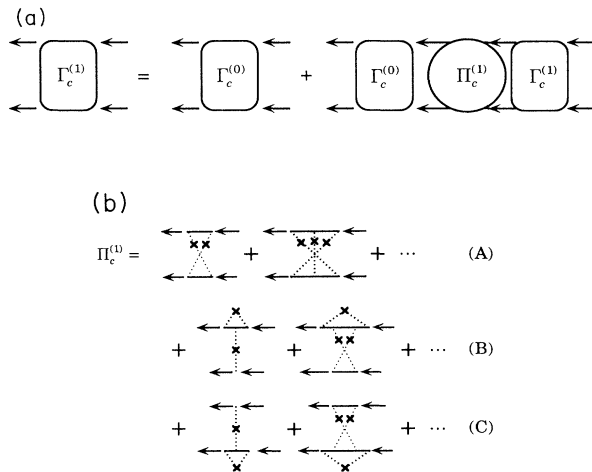 (a)
Γc(1) = Γc(0) + Γc(0) Πc(1) Γc(1)
(b)
Πc(1) = + + ··· (A)
+ + + ··· (B)
+ + + ··· (C)